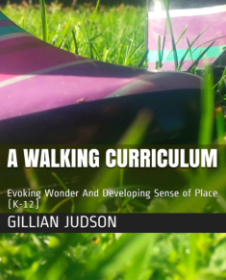 A WALKING CURRICULUM
Evoking Wonder And Developing Sense of Place
[K-12]
GILLIAN JUDSON